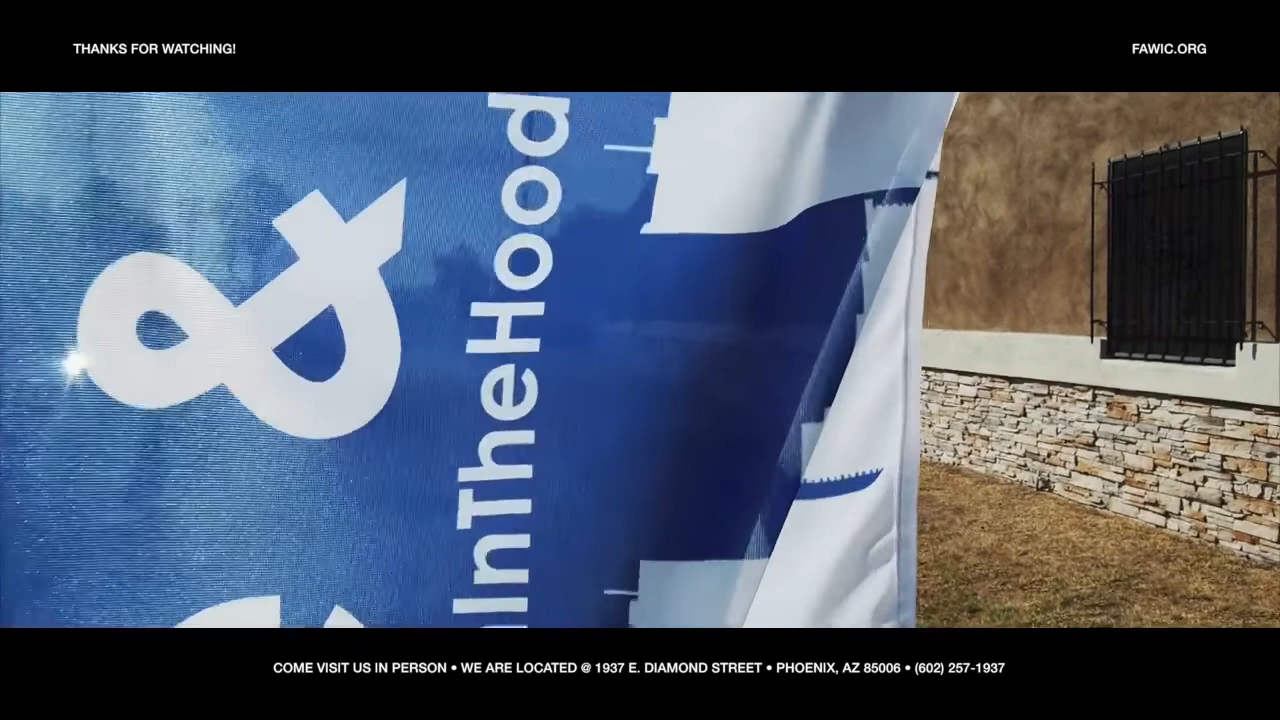 THANKS FOR WATCHING!
FAWIC.ORG
&
InTheHood
COME VISIT US IN PERSON • WE ARE LOCATED @ 1937 E. DIAMOND STREET • PHOENIX, AZ 85006 • (602) 257-1937